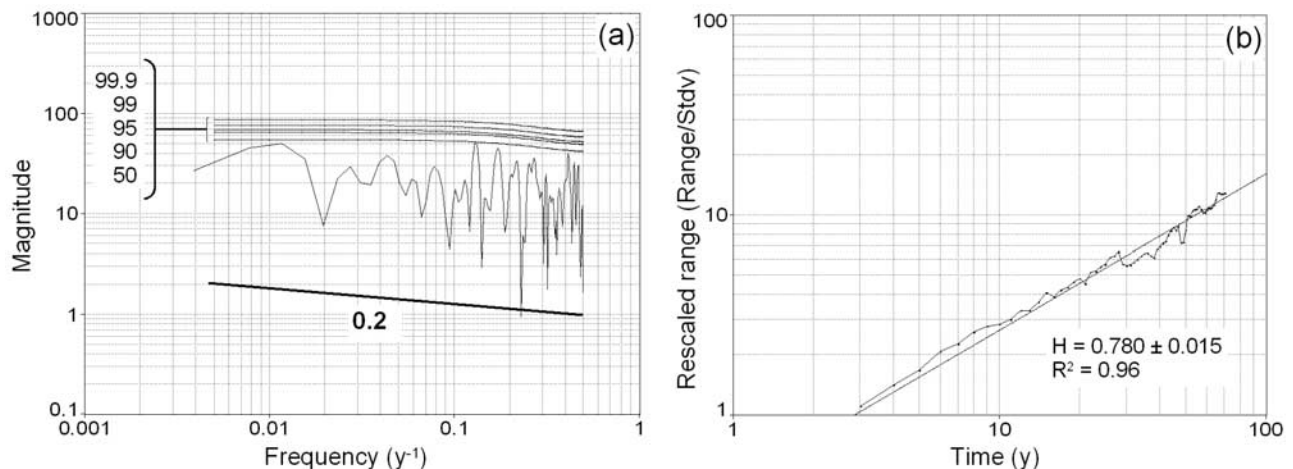 (a)
1000
100
10
1
0.1
Magnitude
99.9
99
95
90
50
0.2
0.001
0.01
0.1
1
Frequency (y⁻¹)
(b)
100
10
1
Rescaled range (Range/Stdv)
H = 0.780 ± 0.015
R² = 0.96
1
10
100
Time (y)